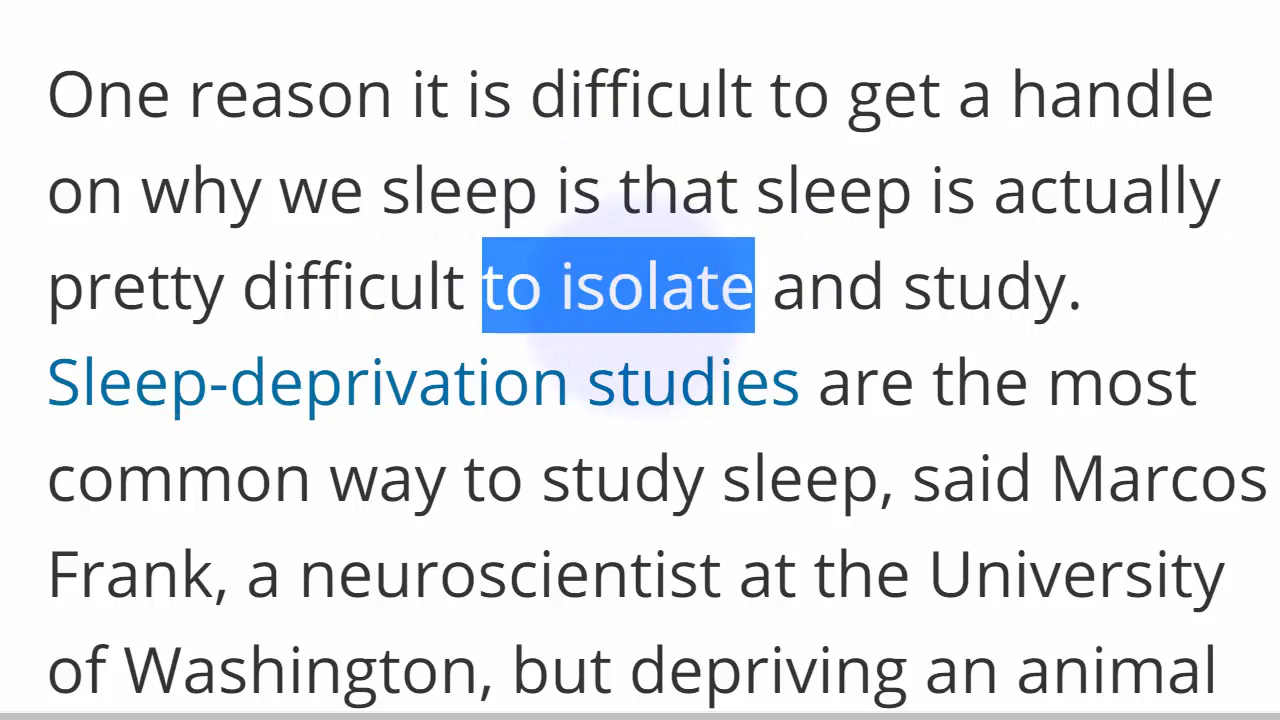 One reason it is difficult to get a handle
on why we sleep is that sleep is actually
pretty difficult to isolate and study.
Sleep-deprivation studies are the most
common way to study sleep, said Marcos
Frank, a neuroscientist at the University
of Washington, but depriving an animal